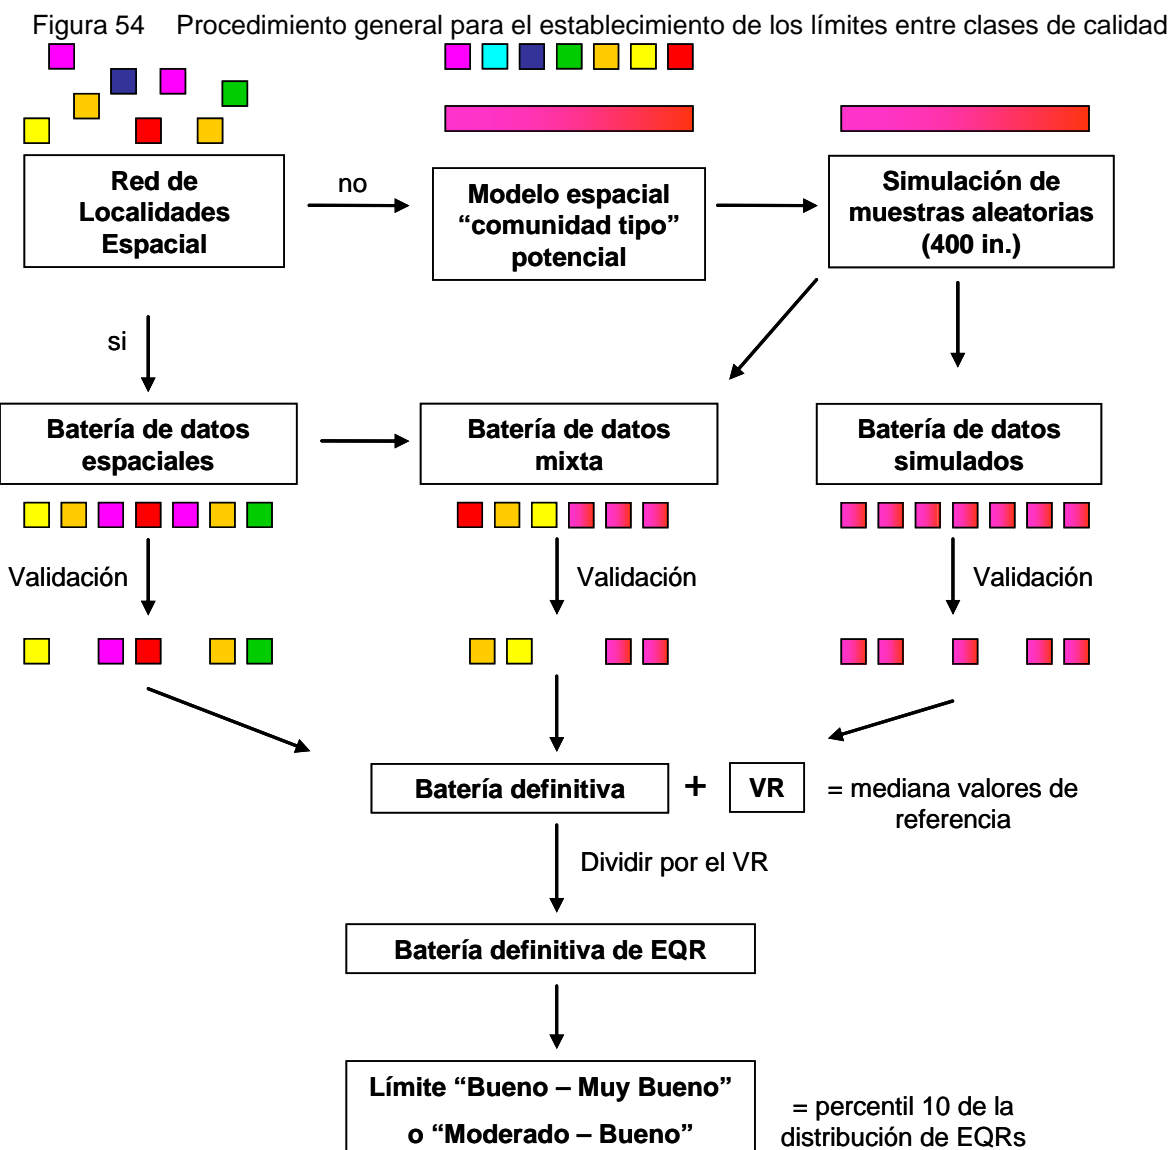 Figura 54 Procedimiento general para el establecimiento de los límites entre clases de calidad
Red de
Localidades
Espacial
no
Modelo espacial
“comunidad tipo”
potencial
Simulación de
muestras aleatorias
(400 in.)
si
Batería de datos
espaciales
Batería de datos
mixta
Batería de datos
simulados
Validación
Validación
Validación
Batería definitiva
+
VR
= mediana valores de
referencia
Dividir por el VR
Batería definitiva de EQR
Límite “Bueno – Muy Bueno”
o “Moderado – Bueno”
= percentil 10 de la
distribución de EQRs